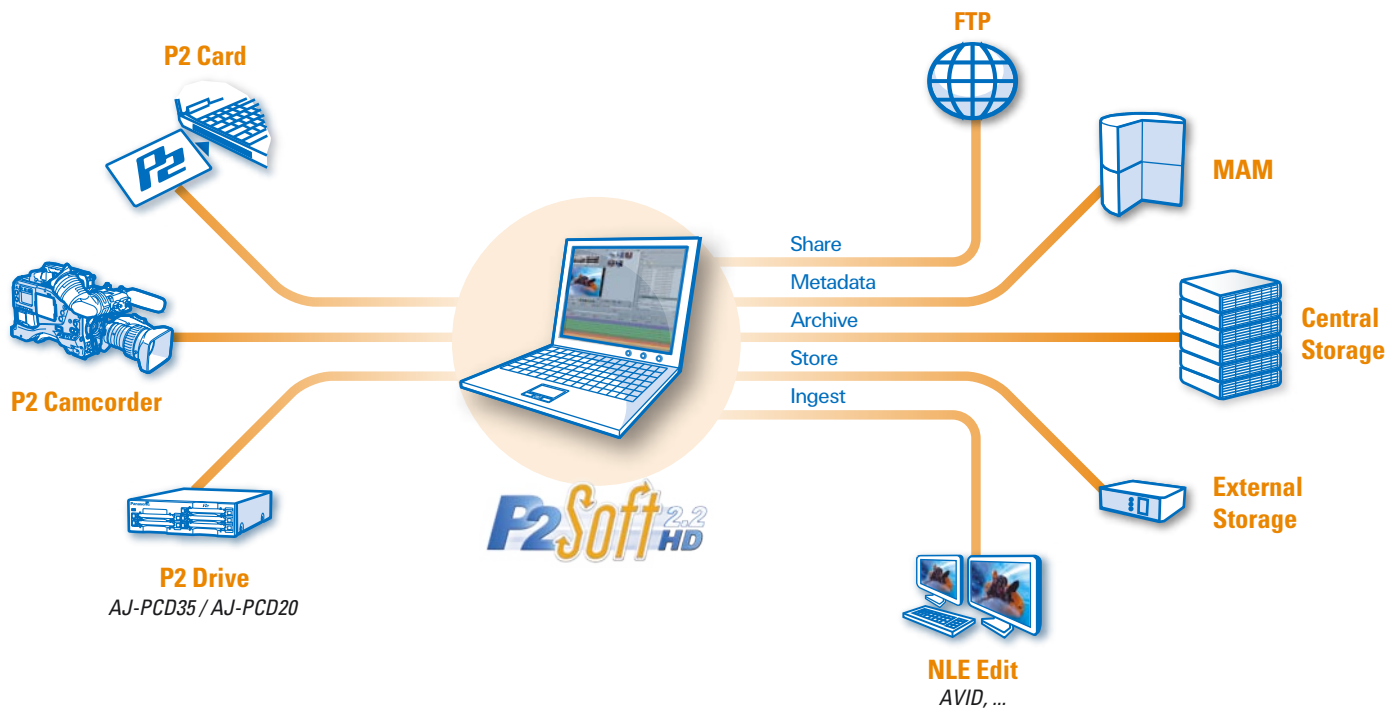 FTP
P2 Card
P2
MAM
Share
Metadata
Archive
Store
Ingest
Central
Storage
P2 Camcorder
P2Soft 2.2
HD
External
Storage
P2 Drive
AJ-PCD35 / AJ-PCD20
NLE Edit
AVID, ...